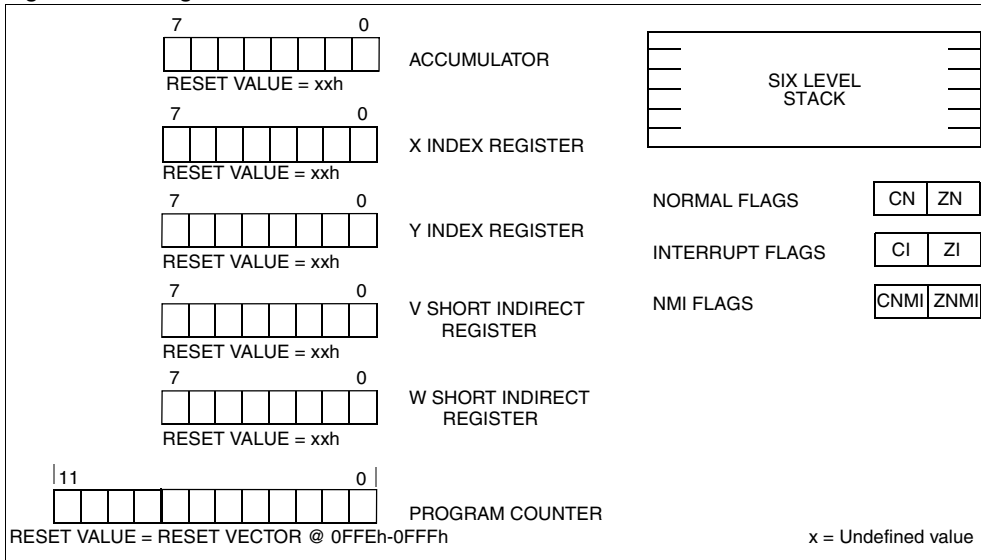 7 0
ACCUMULATOR
RESET VALUE = xxh
7 0
X INDEX REGISTER
RESET VALUE = xxh
7 0
Y INDEX REGISTER
RESET VALUE = xxh
7 0
V SHORT INDIRECT
REGISTER
RESET VALUE = xxh
7 0
W SHORT INDIRECT
REGISTER
RESET VALUE = xxh
11 0
PROGRAM COUNTER
RESET VALUE = RESET VECTOR @ 0FFEh-0FFFh
SIX LEVEL
STACK
NORMAL FLAGS CN ZN
INTERRUPT FLAGS CI ZI
NMI FLAGS CNMI ZNMI
x = Undefined value